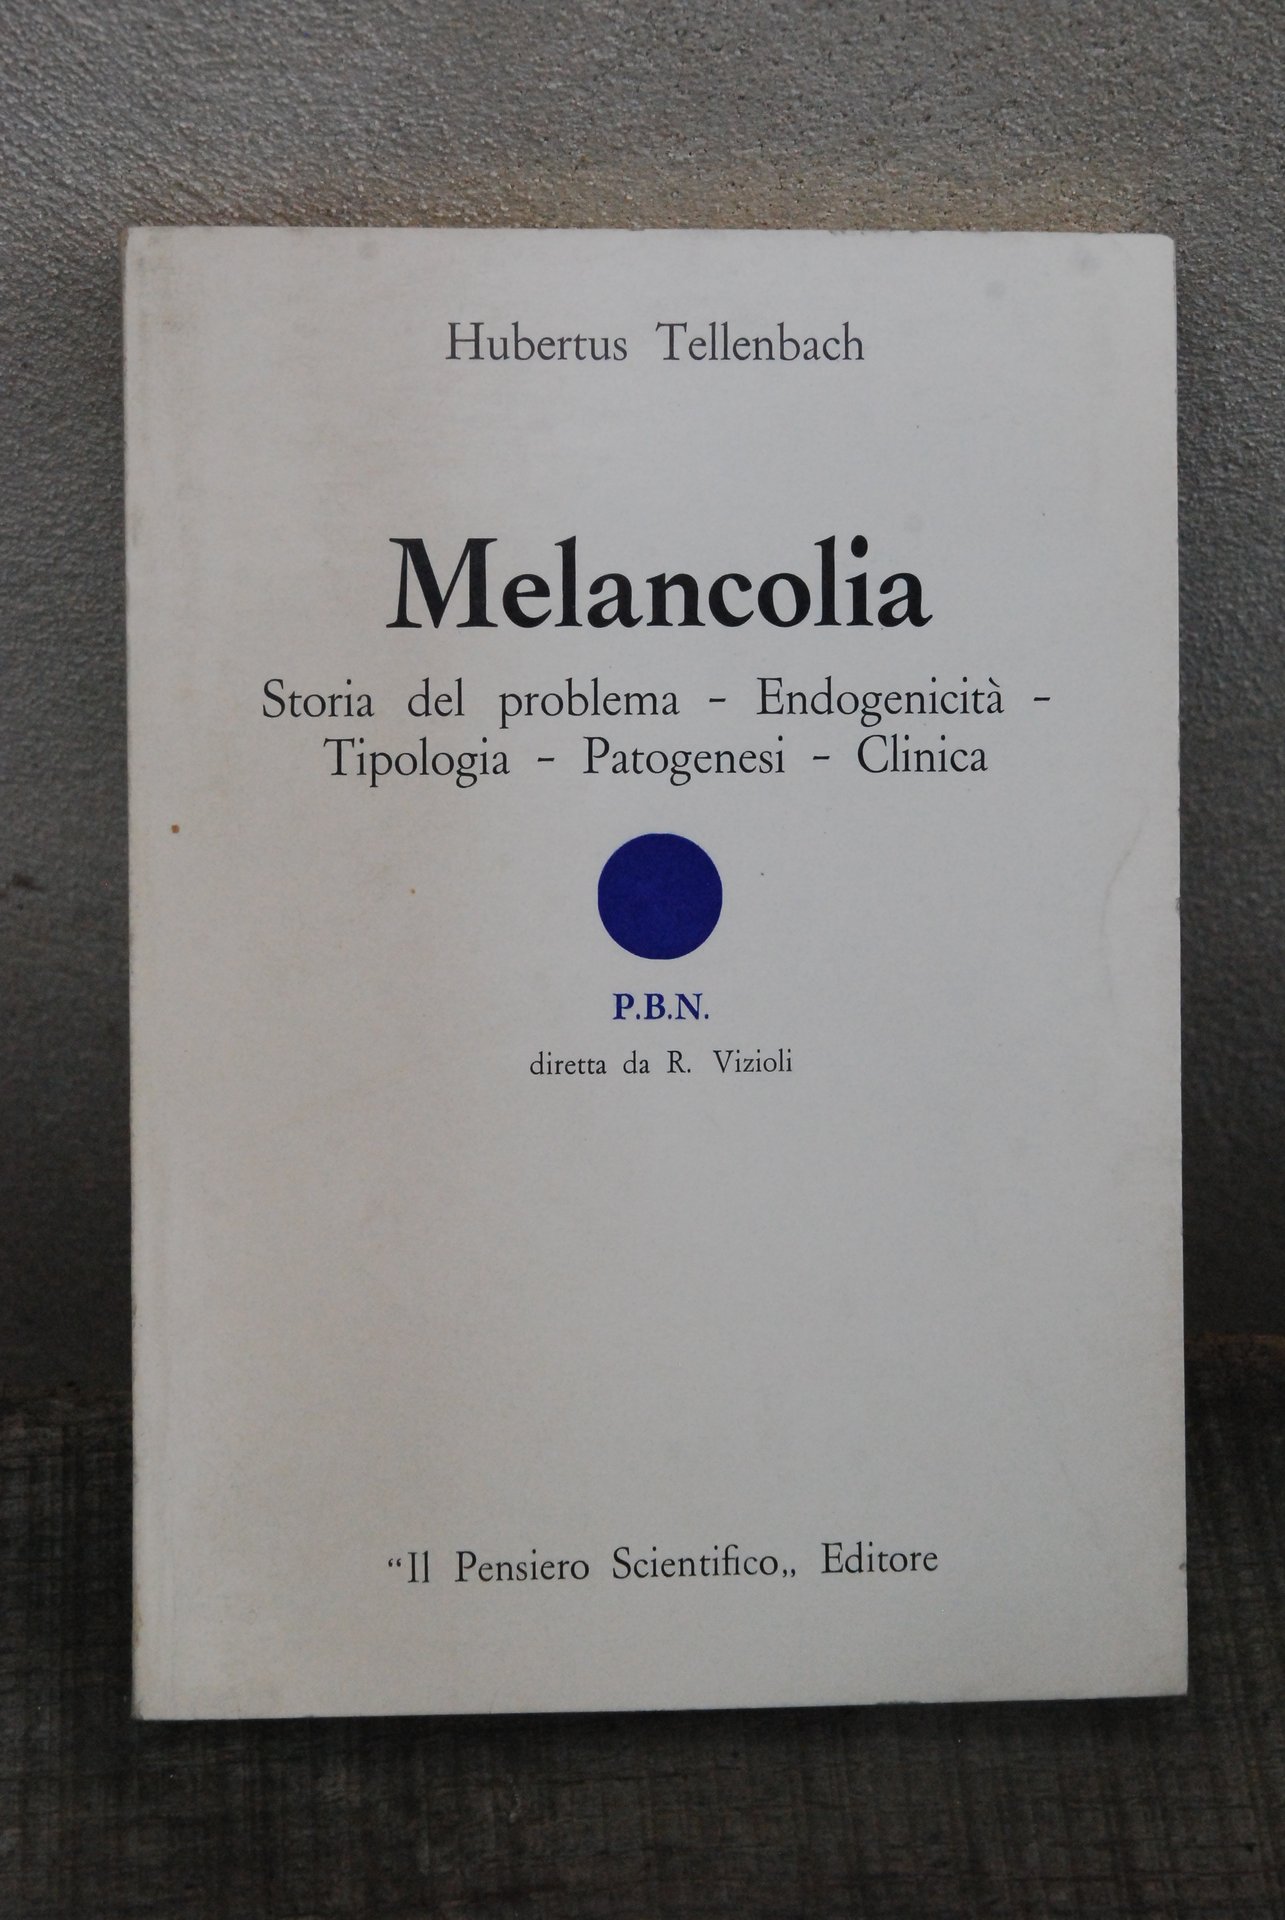 Hubertus Tellenbach
Melancolia
Storia del problema - Endogenicità -
Tipologia - Patogenesi - Clinica
P.B.N.
diretta da R. Vizioli
“Il Pensiero Scientifico„ Editore